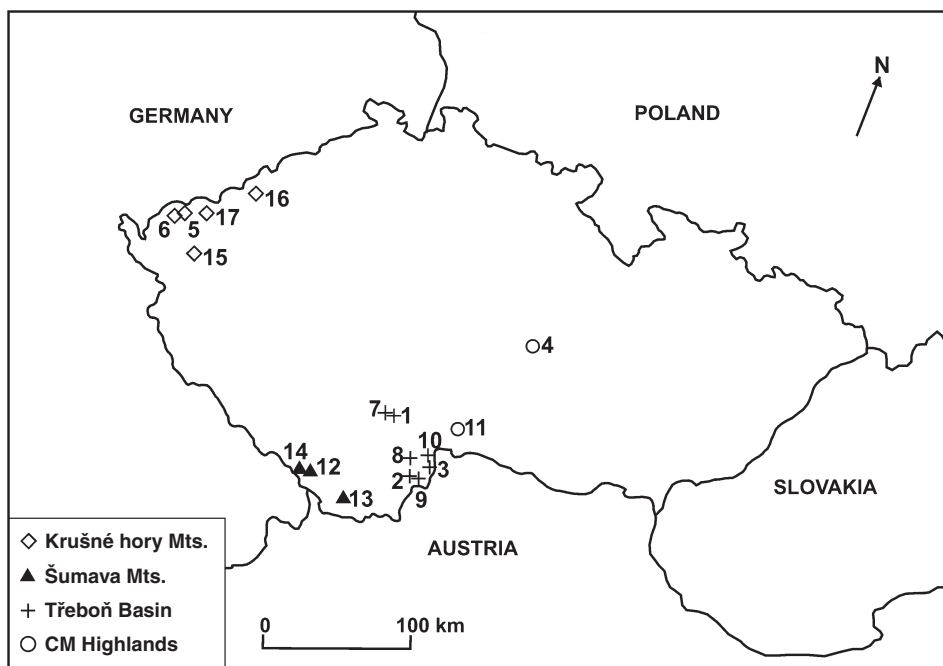 GERMANY
POLAND
N
16
6
5
17
15
4
7
1
11
10
8
3
14
12
2
9
13
SLOVAKIA
AUSTRIA
Krušné hory Mts.
Šumava Mts.
Třeboň Basin
CM Highlands
0
100 km